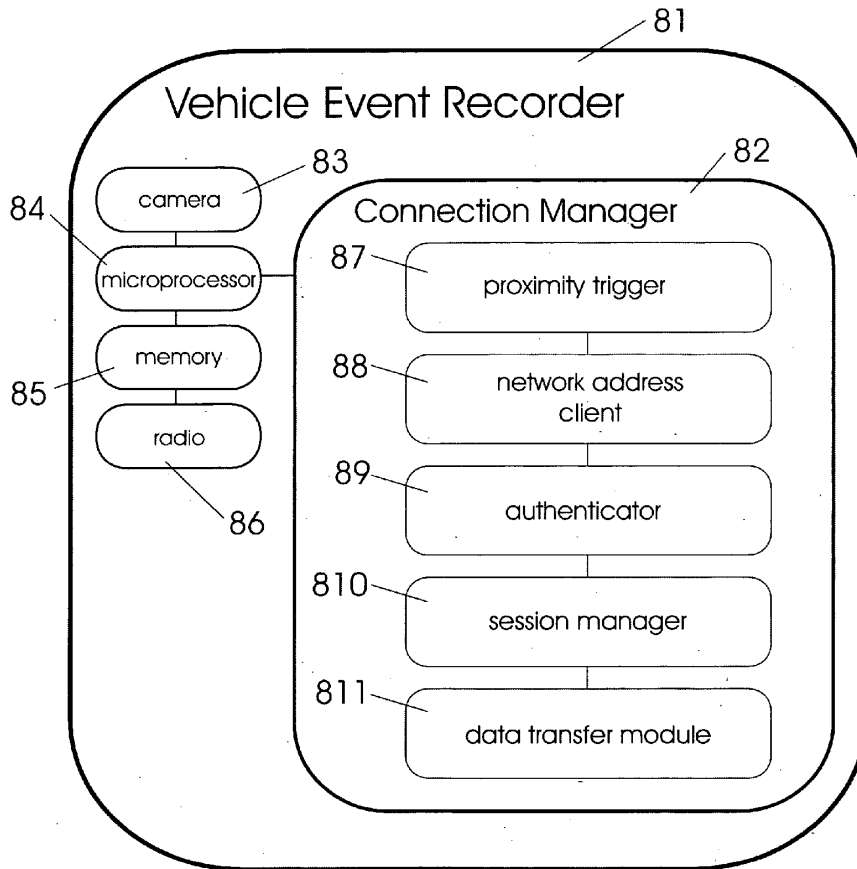 81
Vehicle Event Recorder
83
camera
82
84
Connection Manager
microprocessor
87
proximity trigger
memory
85
88
network address
client
radio
86
89
authenticator
810
session manager
811
data transfer module